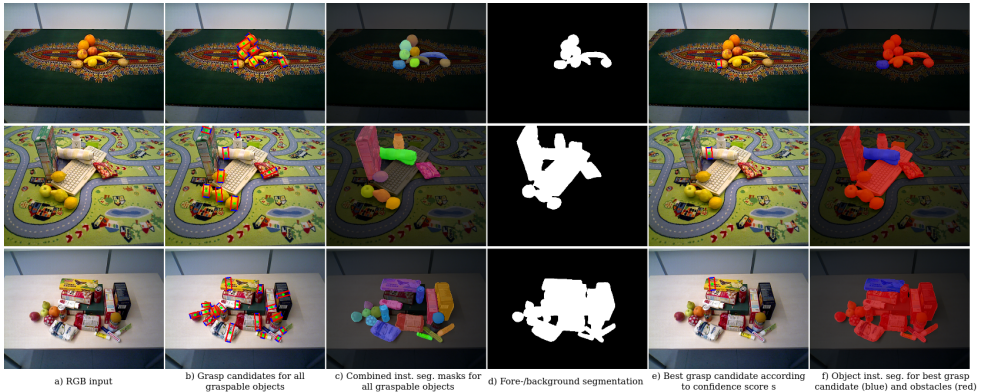 a) RGB input
b) Grasp candidates for all
graspable objects
c) Combined inst. seg. masks for
all graspable objects
d) Fore-/background segmentation
e) Best grasp candidate according
to confidence score s
f) Object inst. seg. for best grasp
candidate (blue) and obstacles (red)